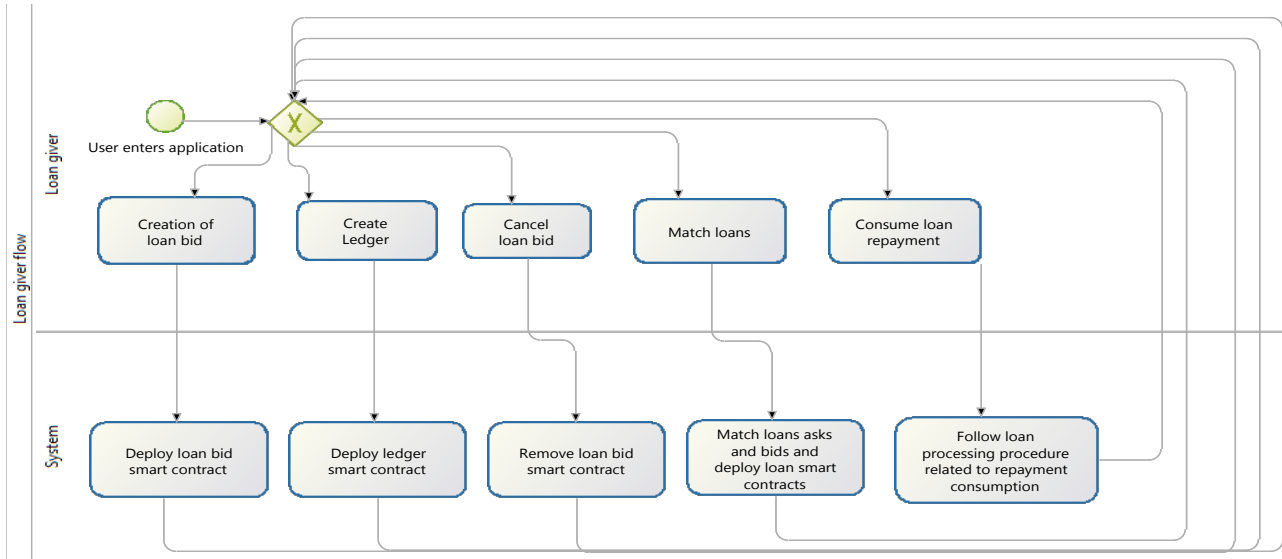 User enters application
Loan giver flow
Loan giver
Creation of
loan bid
Create
Ledger
Cancel
loan bid
Match loans
Consume loan
repayment
System
Deploy loan bid
smart contract
Deploy ledger
smart contract
Remove loan bid
smart contract
Match loans asks
and bids and
deploy loan smart
contracts
Follow loan
processing procedure
related to repayment
consumption